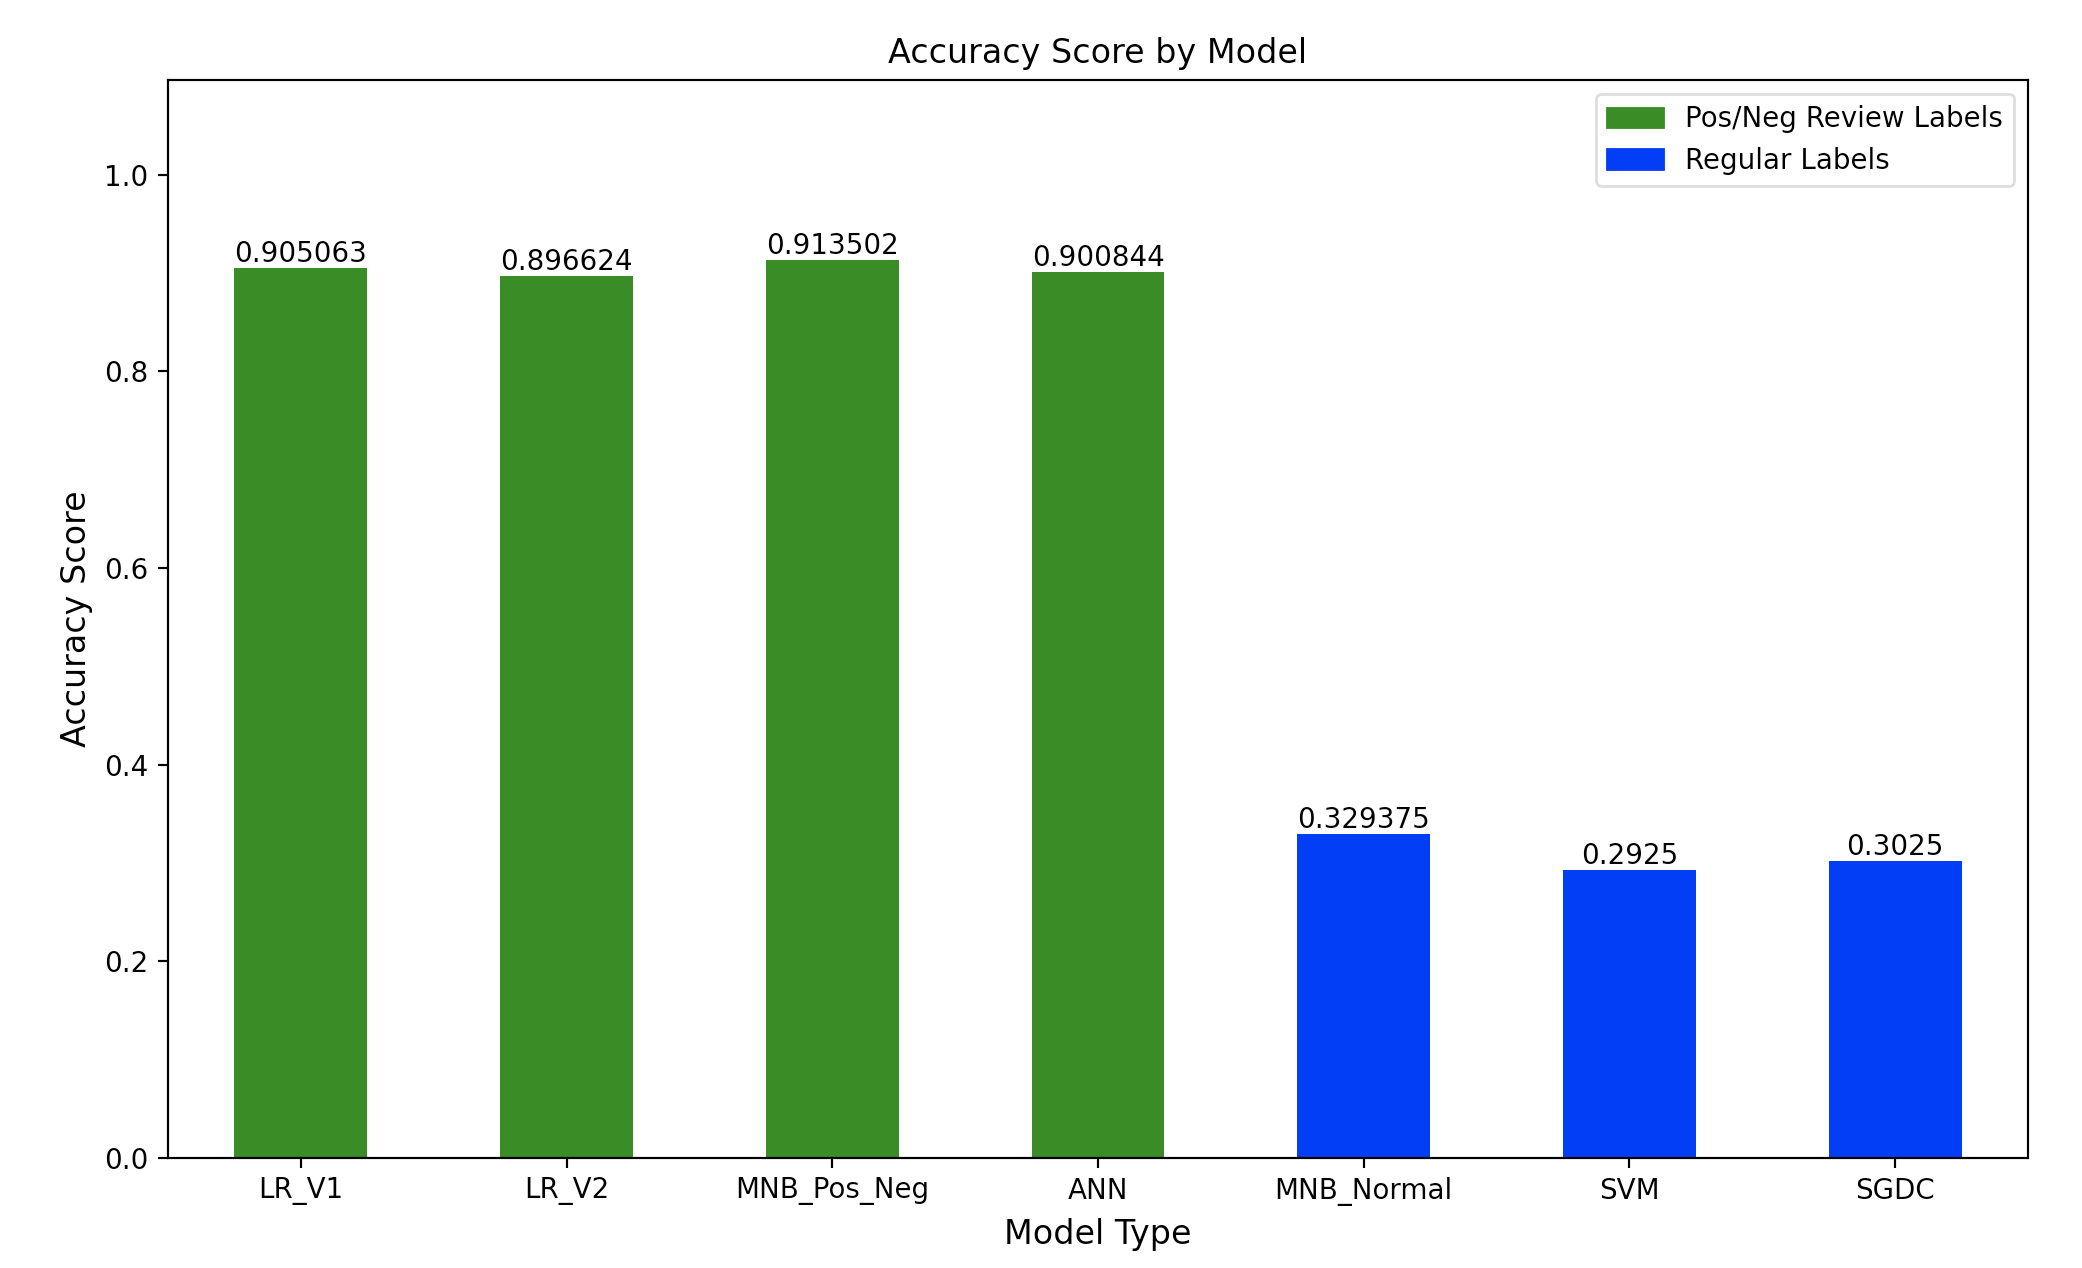 Accuracy Score by Model
Pos/Neg Review Labels
Regular Labels
Accuracy Score
1.0
0.8
0.6
0.4
0.2
0.0
0.905063
0.896624
0.913502
0.900844
0.329375
0.2925
0.3025
LR_V1
LR_V2
MNB_Pos_Neg
ANN
MNB_Normal
SVM
SGDC
Model Type